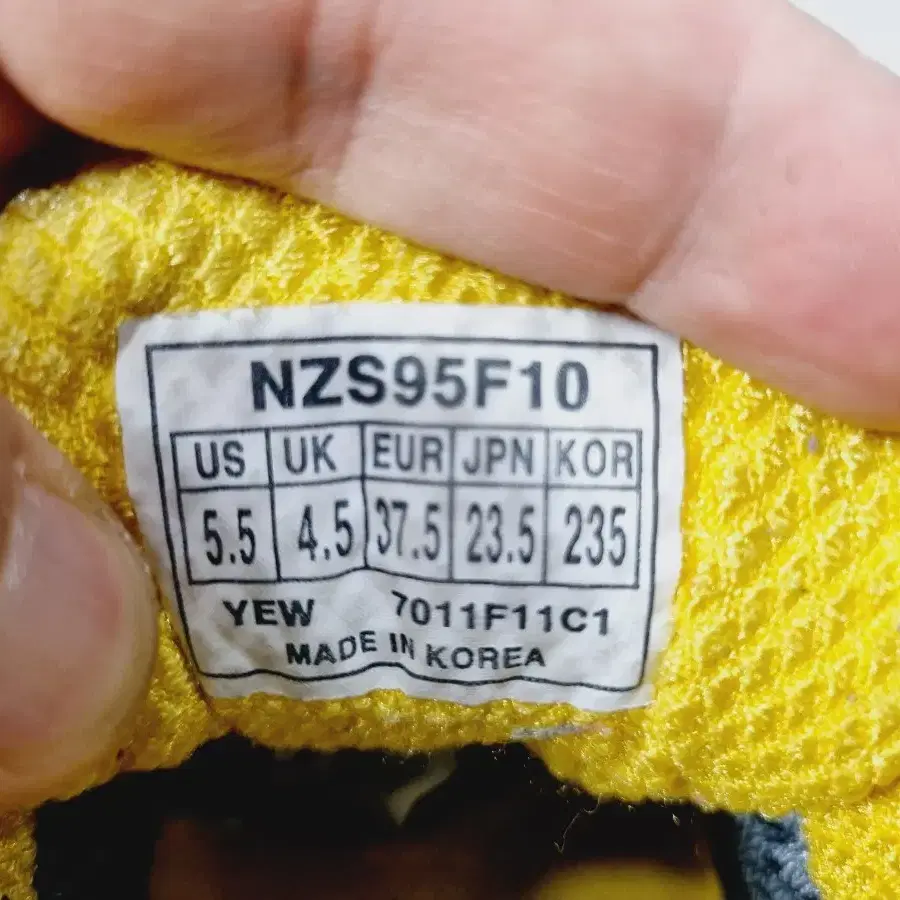 NZS95F10
US UK EUR JPN KOR
5.5 4.5 37.5 23.5 235
YEW 7011F11C1
MADE IN KOREA